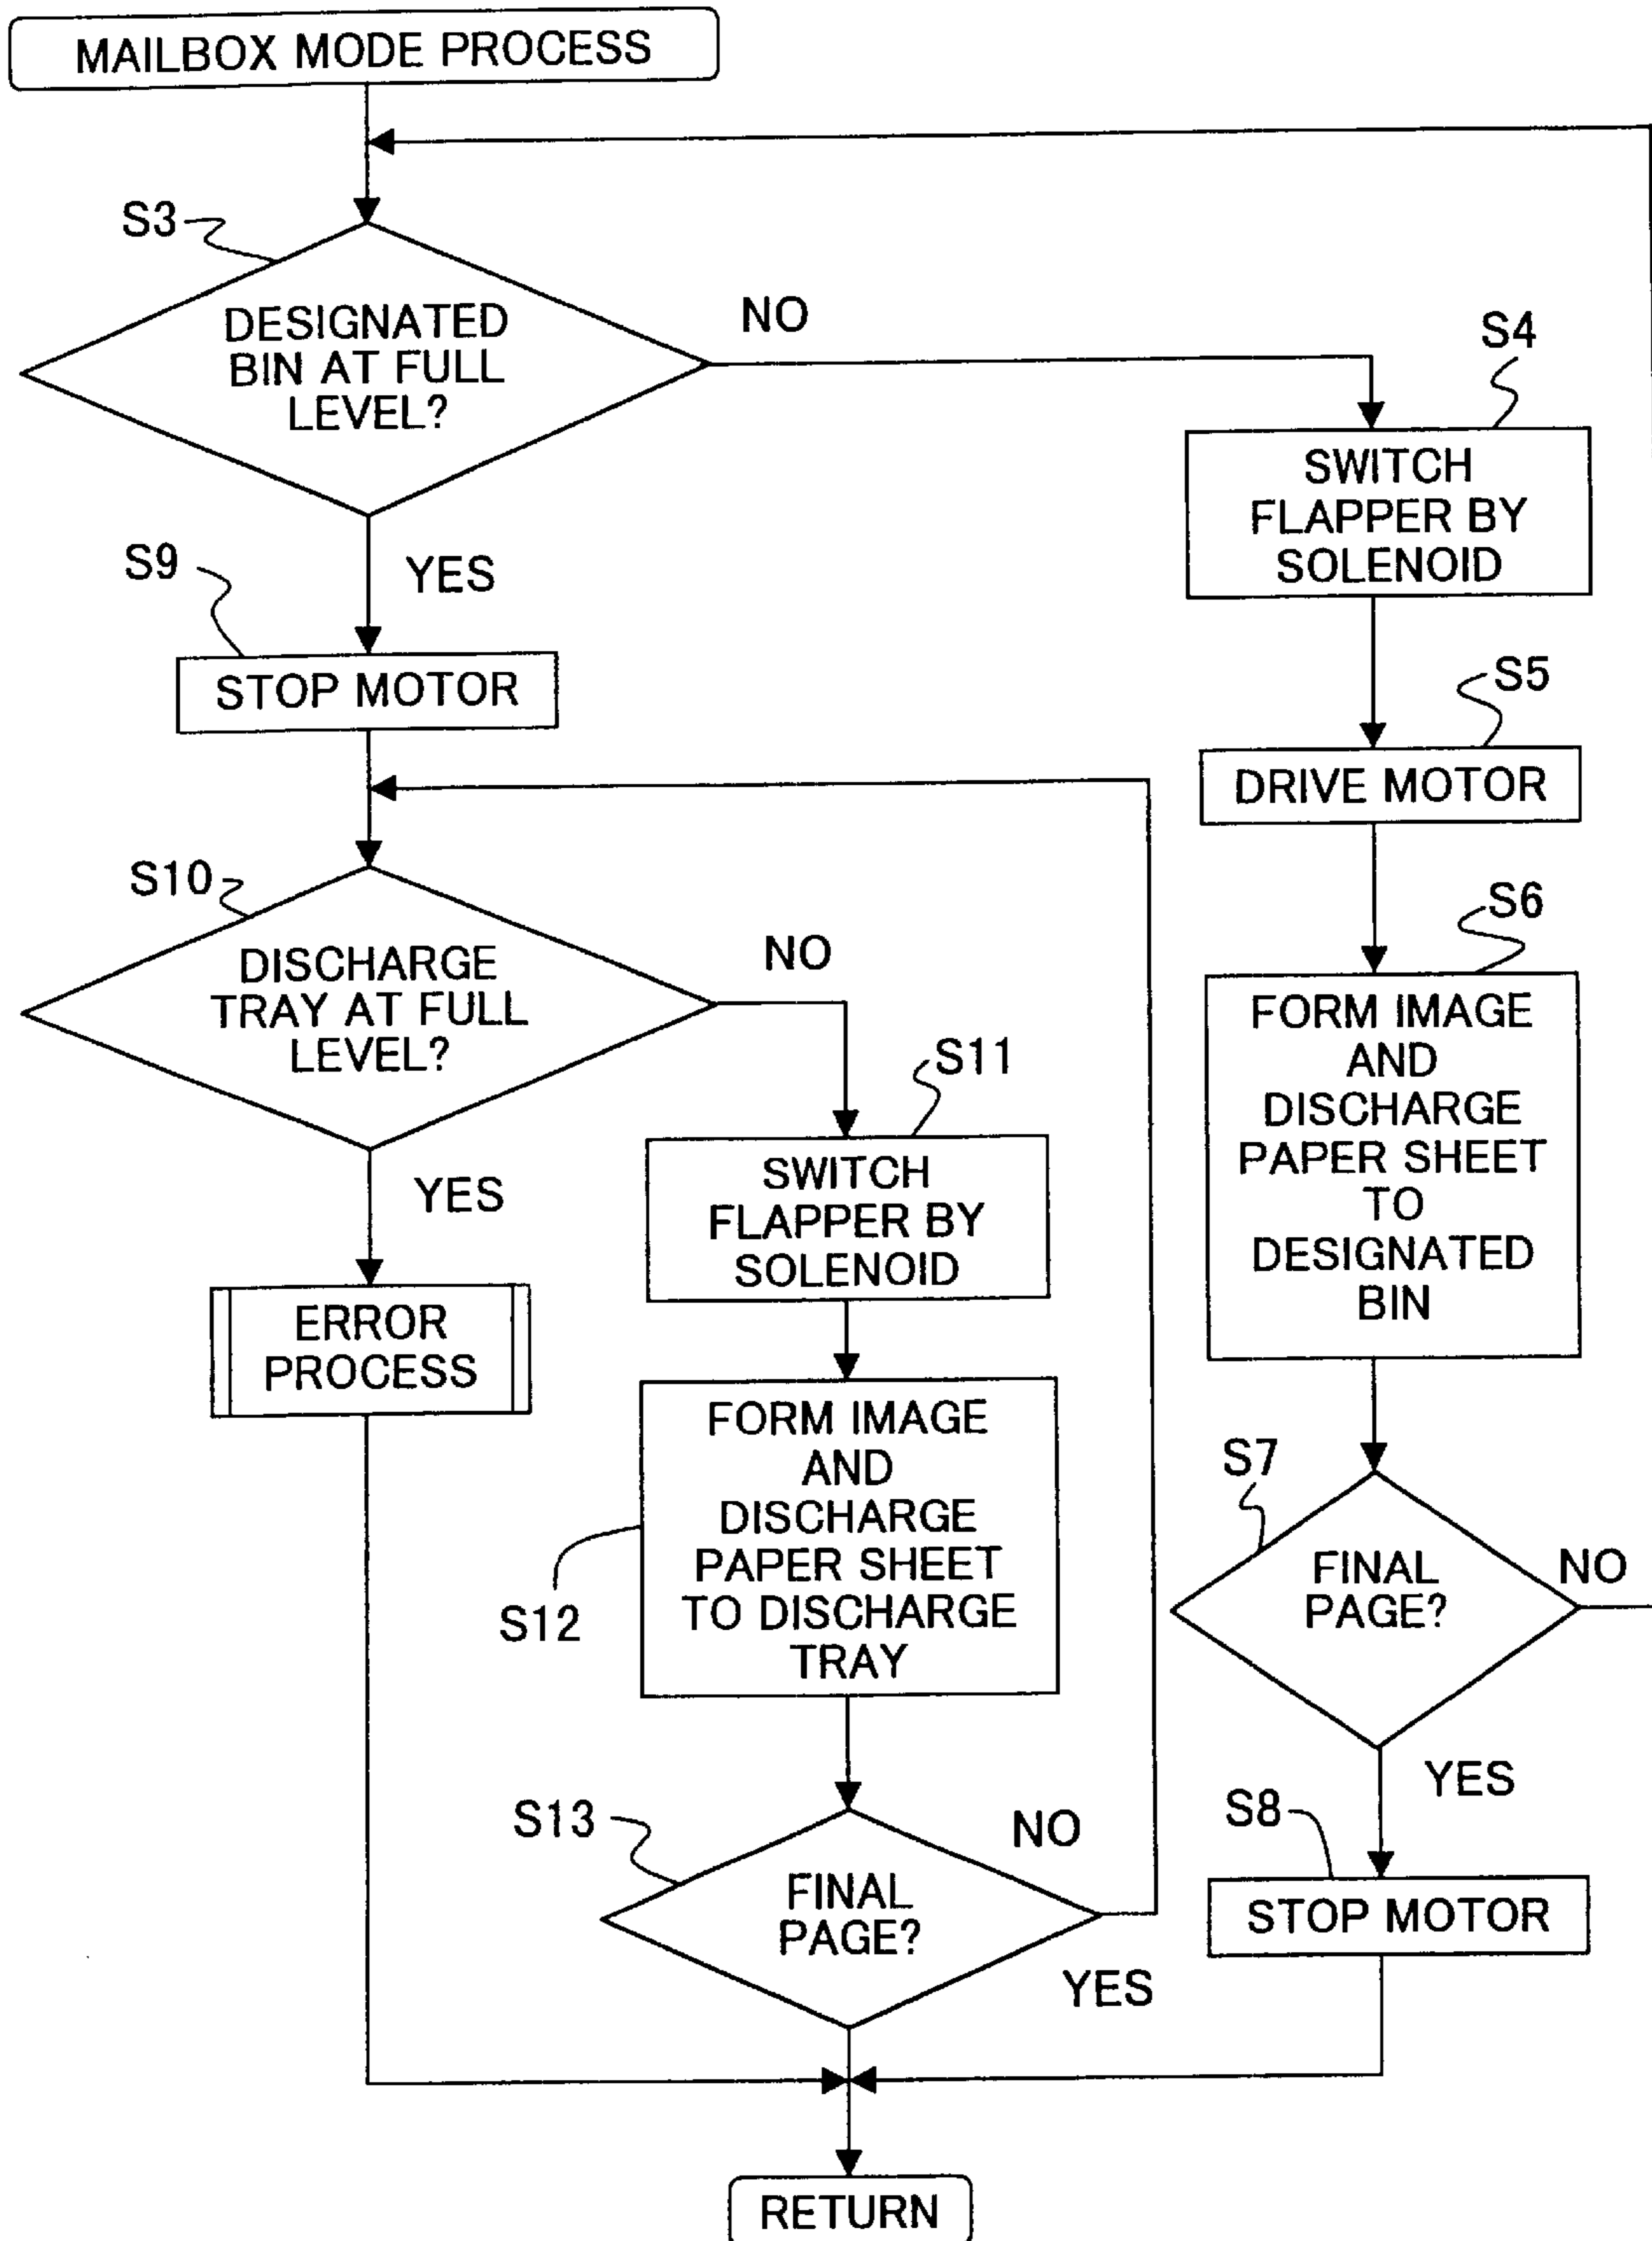 MAILBOX MODE PROCESS
S3
DESIGNATED
BIN AT FULL
LEVEL?
NO
YES
S4
SWITCH
FLAPPER BY
SOLENOID
S5
DRIVE MOTOR
S6
FORM IMAGE
AND
DISCHARGE
PAPER SHEET
TO
DESIGNATED
BIN
S7
FINAL
PAGE?
NO
YES
S8
STOP MOTOR
S9
STOP MOTOR
S10
DISCHARGE
TRAY AT FULL
LEVEL?
NO
YES
ERROR
PROCESS
S11
SWITCH
FLAPPER BY
SOLENOID
S12
FORM IMAGE
AND
DISCHARGE
PAPER SHEET
TO DISCHARGE
TRAY
S13
FINAL
PAGE?
NO
YES
RETURN